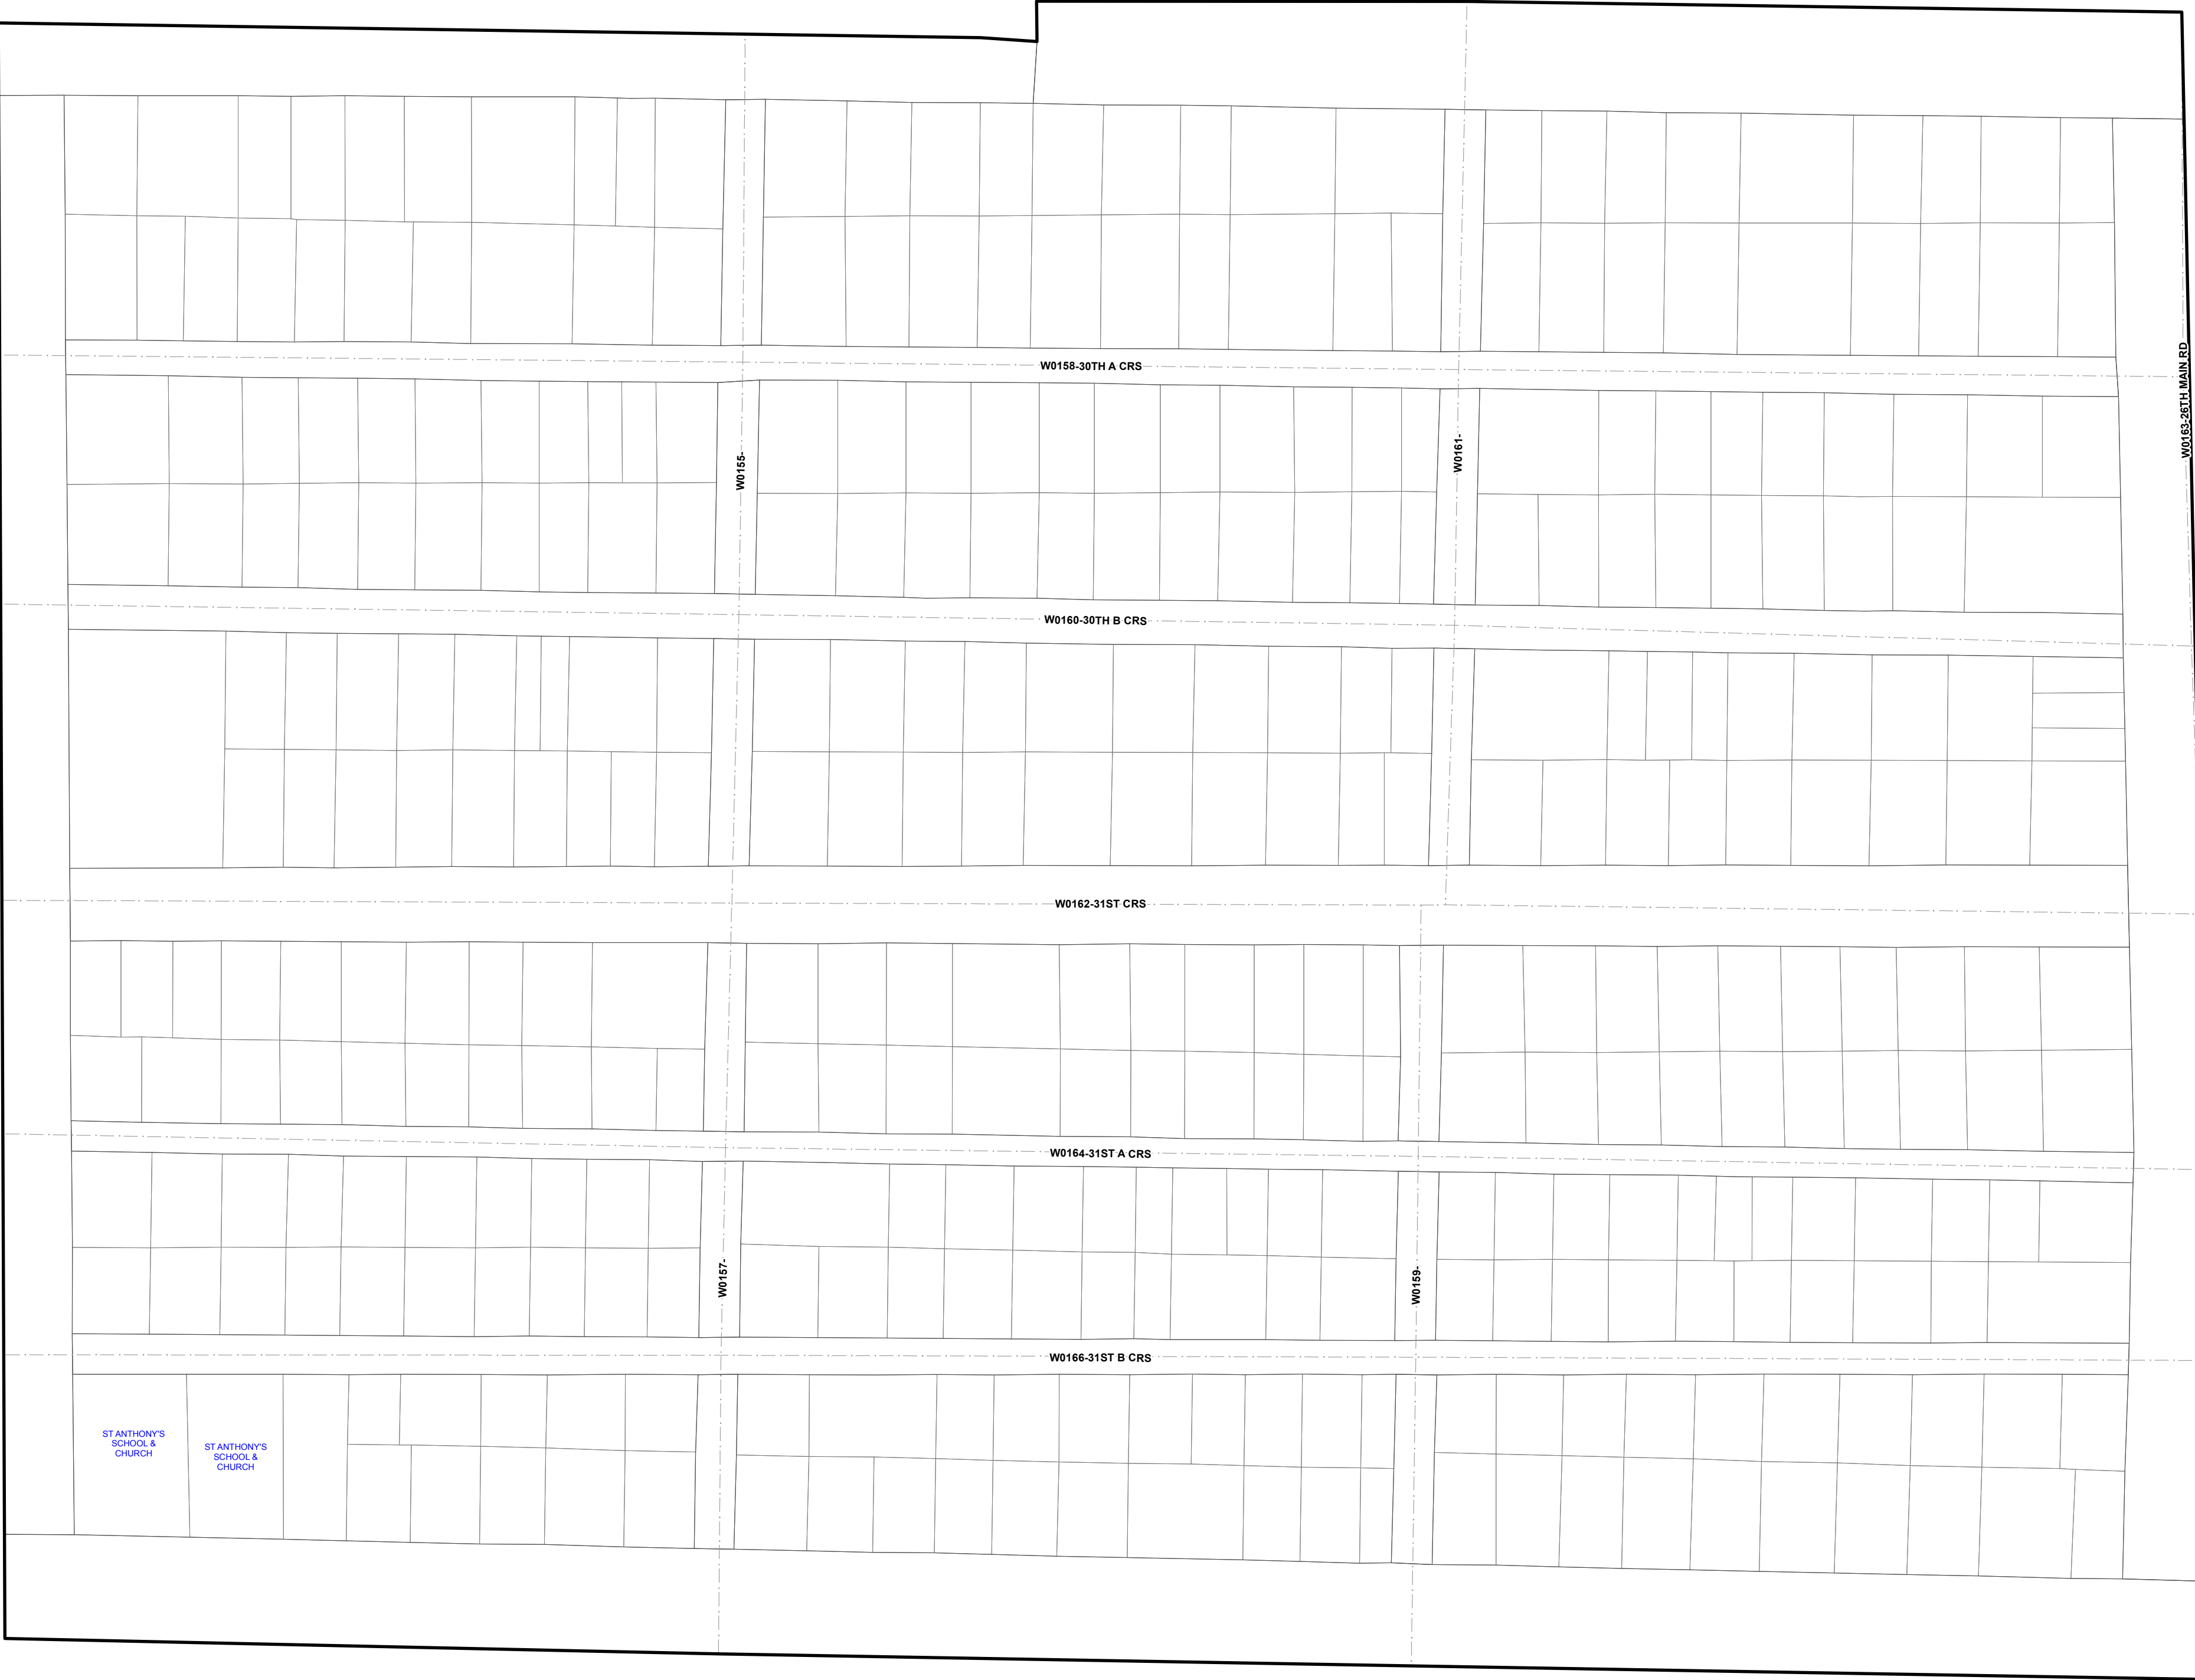 W0158-30TH A CRS
W0163-26TH MAIN RD
W0155-
W0161-
W0160-30TH B CRS
W0162-31ST CRS
W0164-31ST A CRS
W0157-
W0159-
W0166-31ST B CRS
ST ANTHONY'S
SCHOOL &
CHURCH
ST ANTHONY'S
SCHOOL &
CHURCH